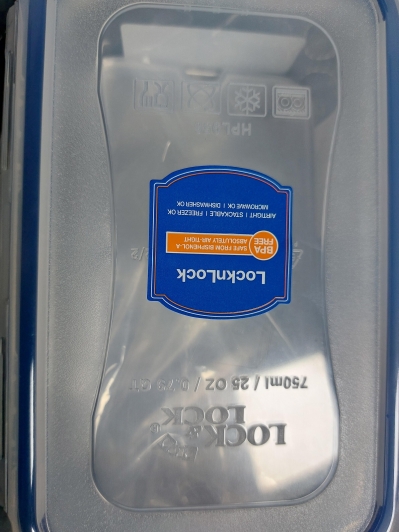 LOCK&
LOCK
750ml / 25 OZ / 0.79 QT
LocknLock
BPA
FREE
SAFE FROM BISPHENOL-A
ABSOLUTELY AIR-TIGHT
AIRTIGHT | STACKABLE | FREEZER OK
MICROWAVE OK | DISHWASHER OK